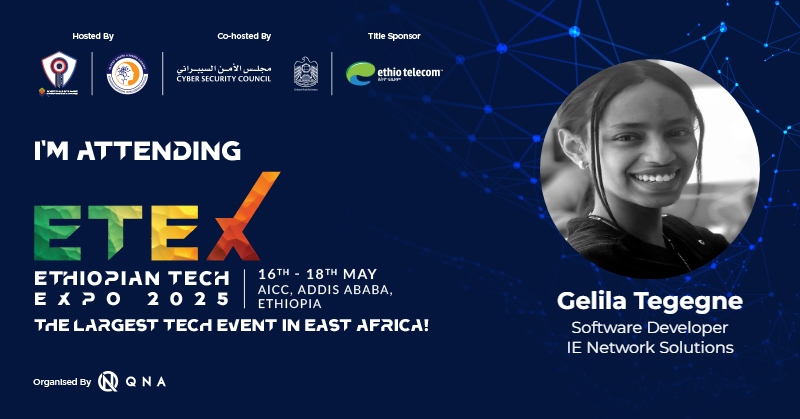 Hosted By
Co-hosted By
Title Sponsor
مجلس الأمن السيبراني
CYBER SECURITY COUNCIL
ethio telecom
I'M ATTENDING
ETEX
ETHIOPIAN TECH
EXPO 2025
16TH - 18TH MAY
AICC, ADDIS ABABA,
ETHIOPIA
THE LARGEST TECH EVENT IN EAST AFRICA!
Gelila Tegegne
Software Developer
IE Network Solutions
Organised By
QNA